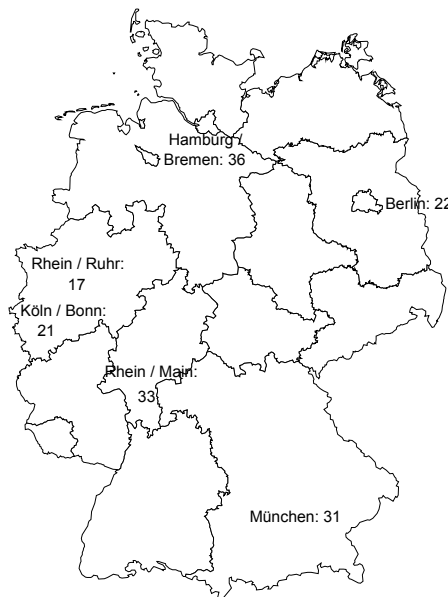 Hamburg /
Bremen: 36
Berlin: 22
Rhein / Ruhr:
17
Köln / Bonn:
21
Rhein / Main:
33
München: 31